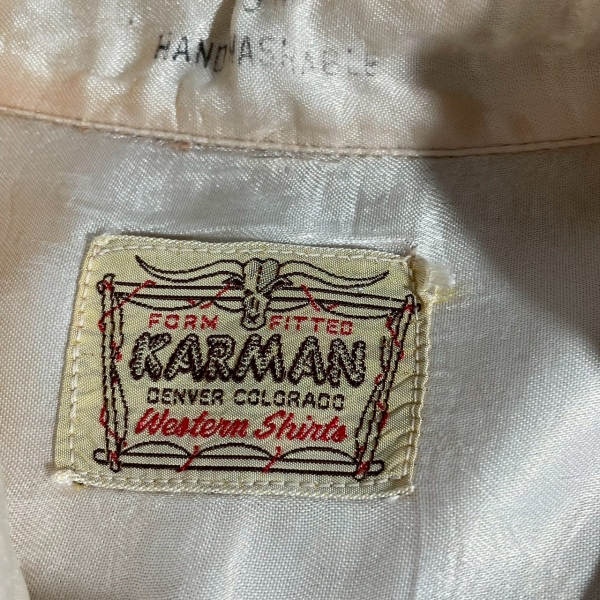 HANDWASHABLE
FORM FITTED
KARMAN
DENVER COLORADO
Western Shirts